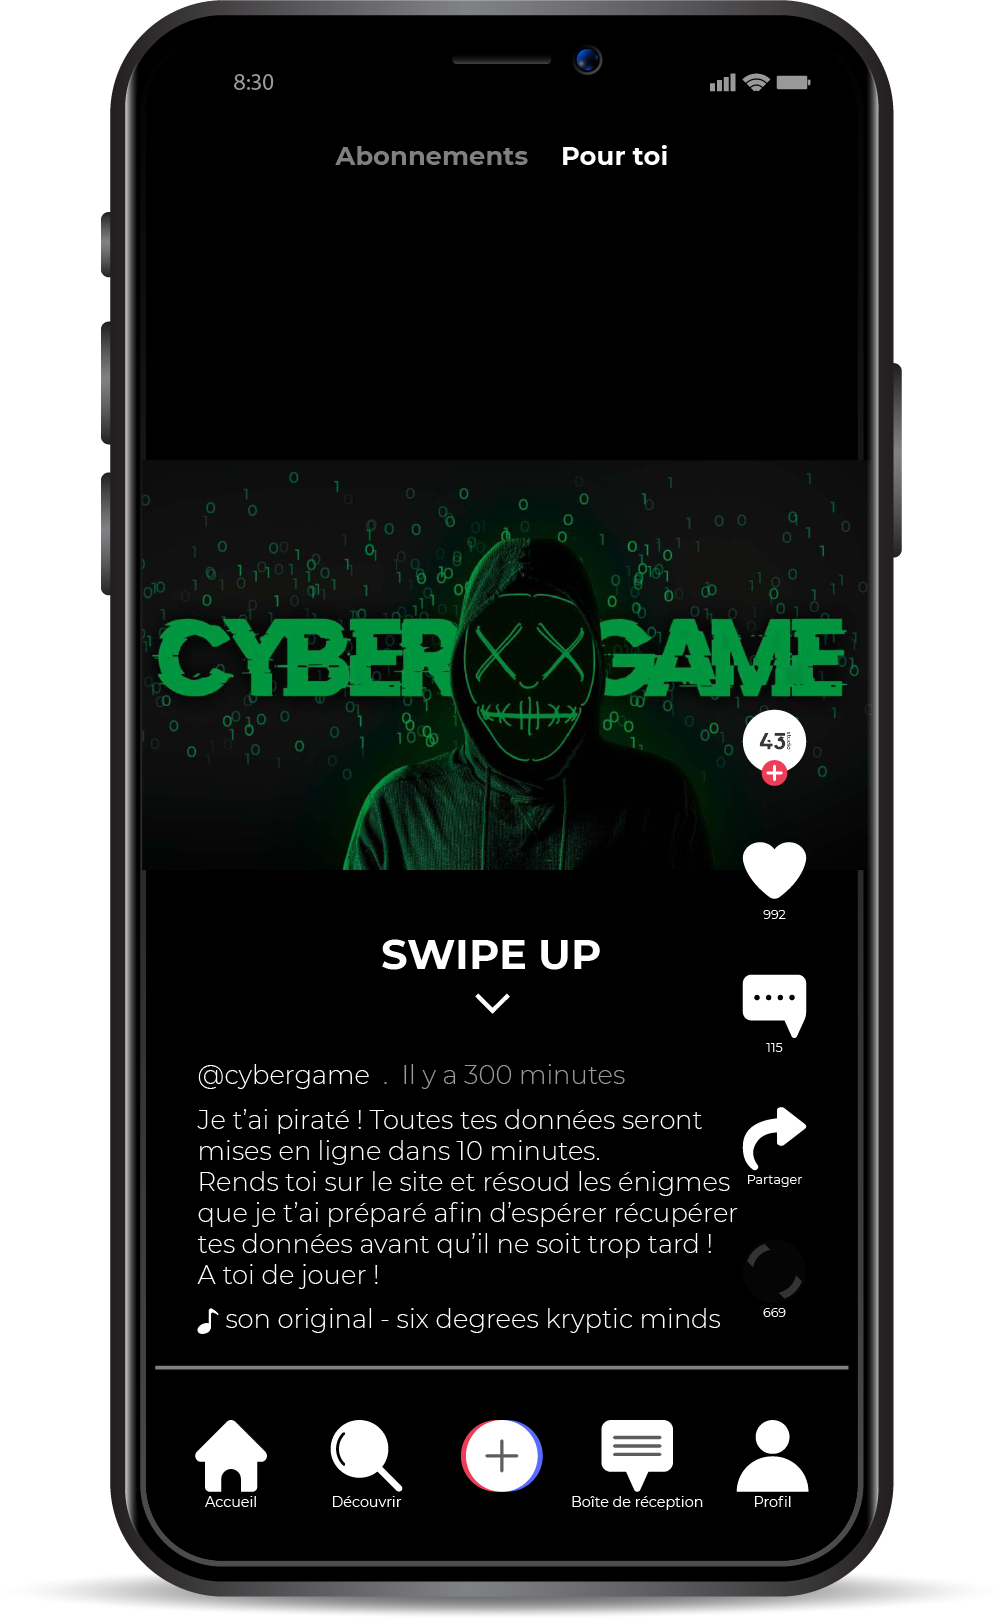 8:30
Abonnements Pour toi
CYBER GAME
43 studio
992
SWIPE UP
115
@cybergame . Il y a 300 minutes
Je t’ai piraté ! Toutes tes données seront
mises en ligne dans 10 minutes.
Rends toi sur le site et résoud les énigmes
que je t’ai préparé afin d’espérer récupérer
tes données avant qu’il ne soit trop tard !
A toi de jouer !
Partager
son original - six degrees kryptic minds
669
Accueil Découvrir Boîte de réception Profil